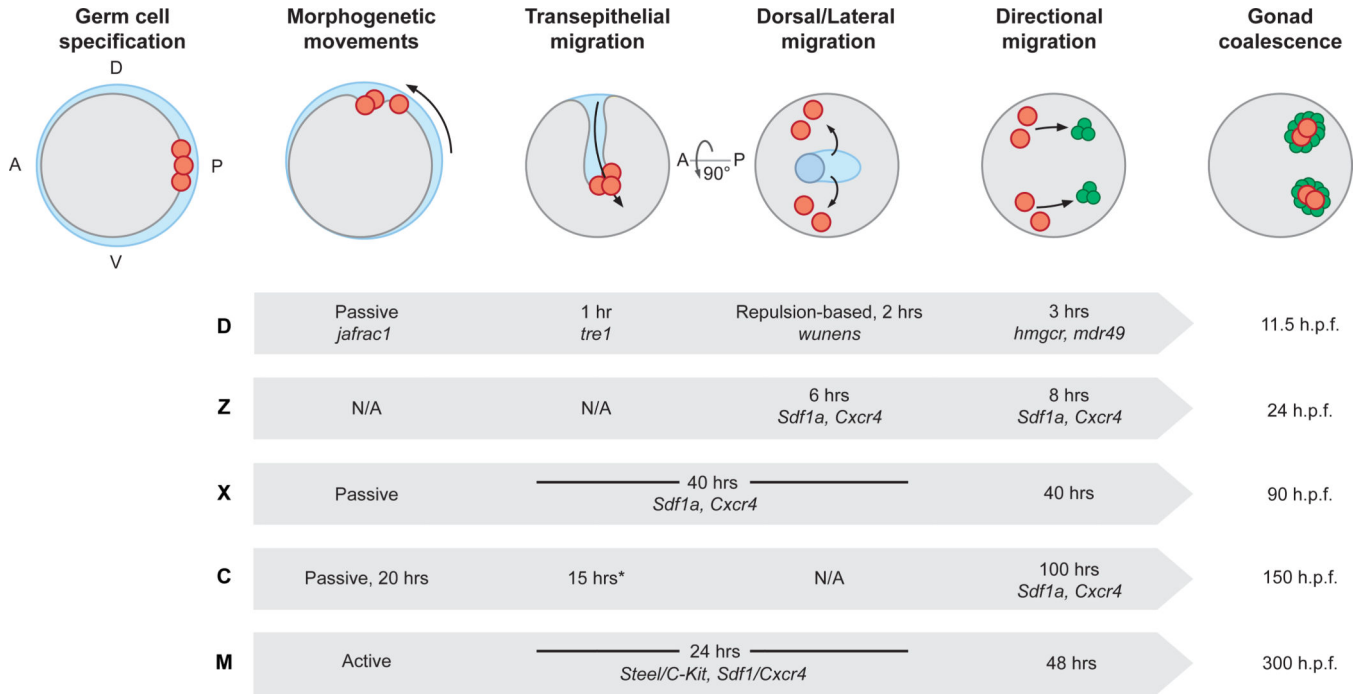 Germ cell
specification
Morphogenetic
movements
Transepithelial
migration
Dorsal/Lateral
migration
Directional
migration
Gonad
coalescence
D
A
P
V
A
P
90°
D
Passive
jafrac1
1 hr
tre1
Repulsion-based, 2 hrs
wunens
3 hrs
hmgcr, mdr49
11.5 h.p.f.
Z
N/A
N/A
6 hrs
Sdf1a, Cxcr4
8 hrs
Sdf1a, Cxcr4
24 h.p.f.
X
Passive
40 hrs
Sdf1a, Cxcr4
40 hrs
90 h.p.f.
C
Passive, 20 hrs
15 hrs*
N/A
100 hrs
Sdf1a, Cxcr4
150 h.p.f.
M
Active
24 hrs
Steel/C-Kit, Sdf1/Cxcr4
48 hrs
300 h.p.f.